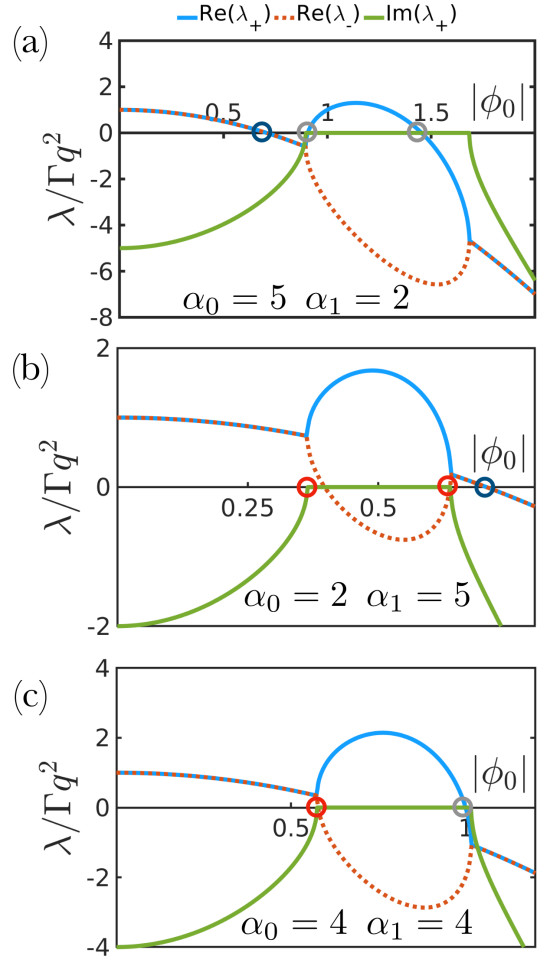 Re(λ₊) Re(λ₋) Im(λ₊)
(a)
4
2
0
-2
-4
-6
-8
0.5 1 1.5
|ϕ₀|
λ/Γq²
α₀ = 5 α₁ = 2
(b)
2
0
-2
0.25 0.5
|ϕ₀|
λ/Γq²
α₀ = 2 α₁ = 5
(c)
4
2
0
-2
-4
0.5 1
|ϕ₀|
λ/Γq²
α₀ = 4 α₁ = 4